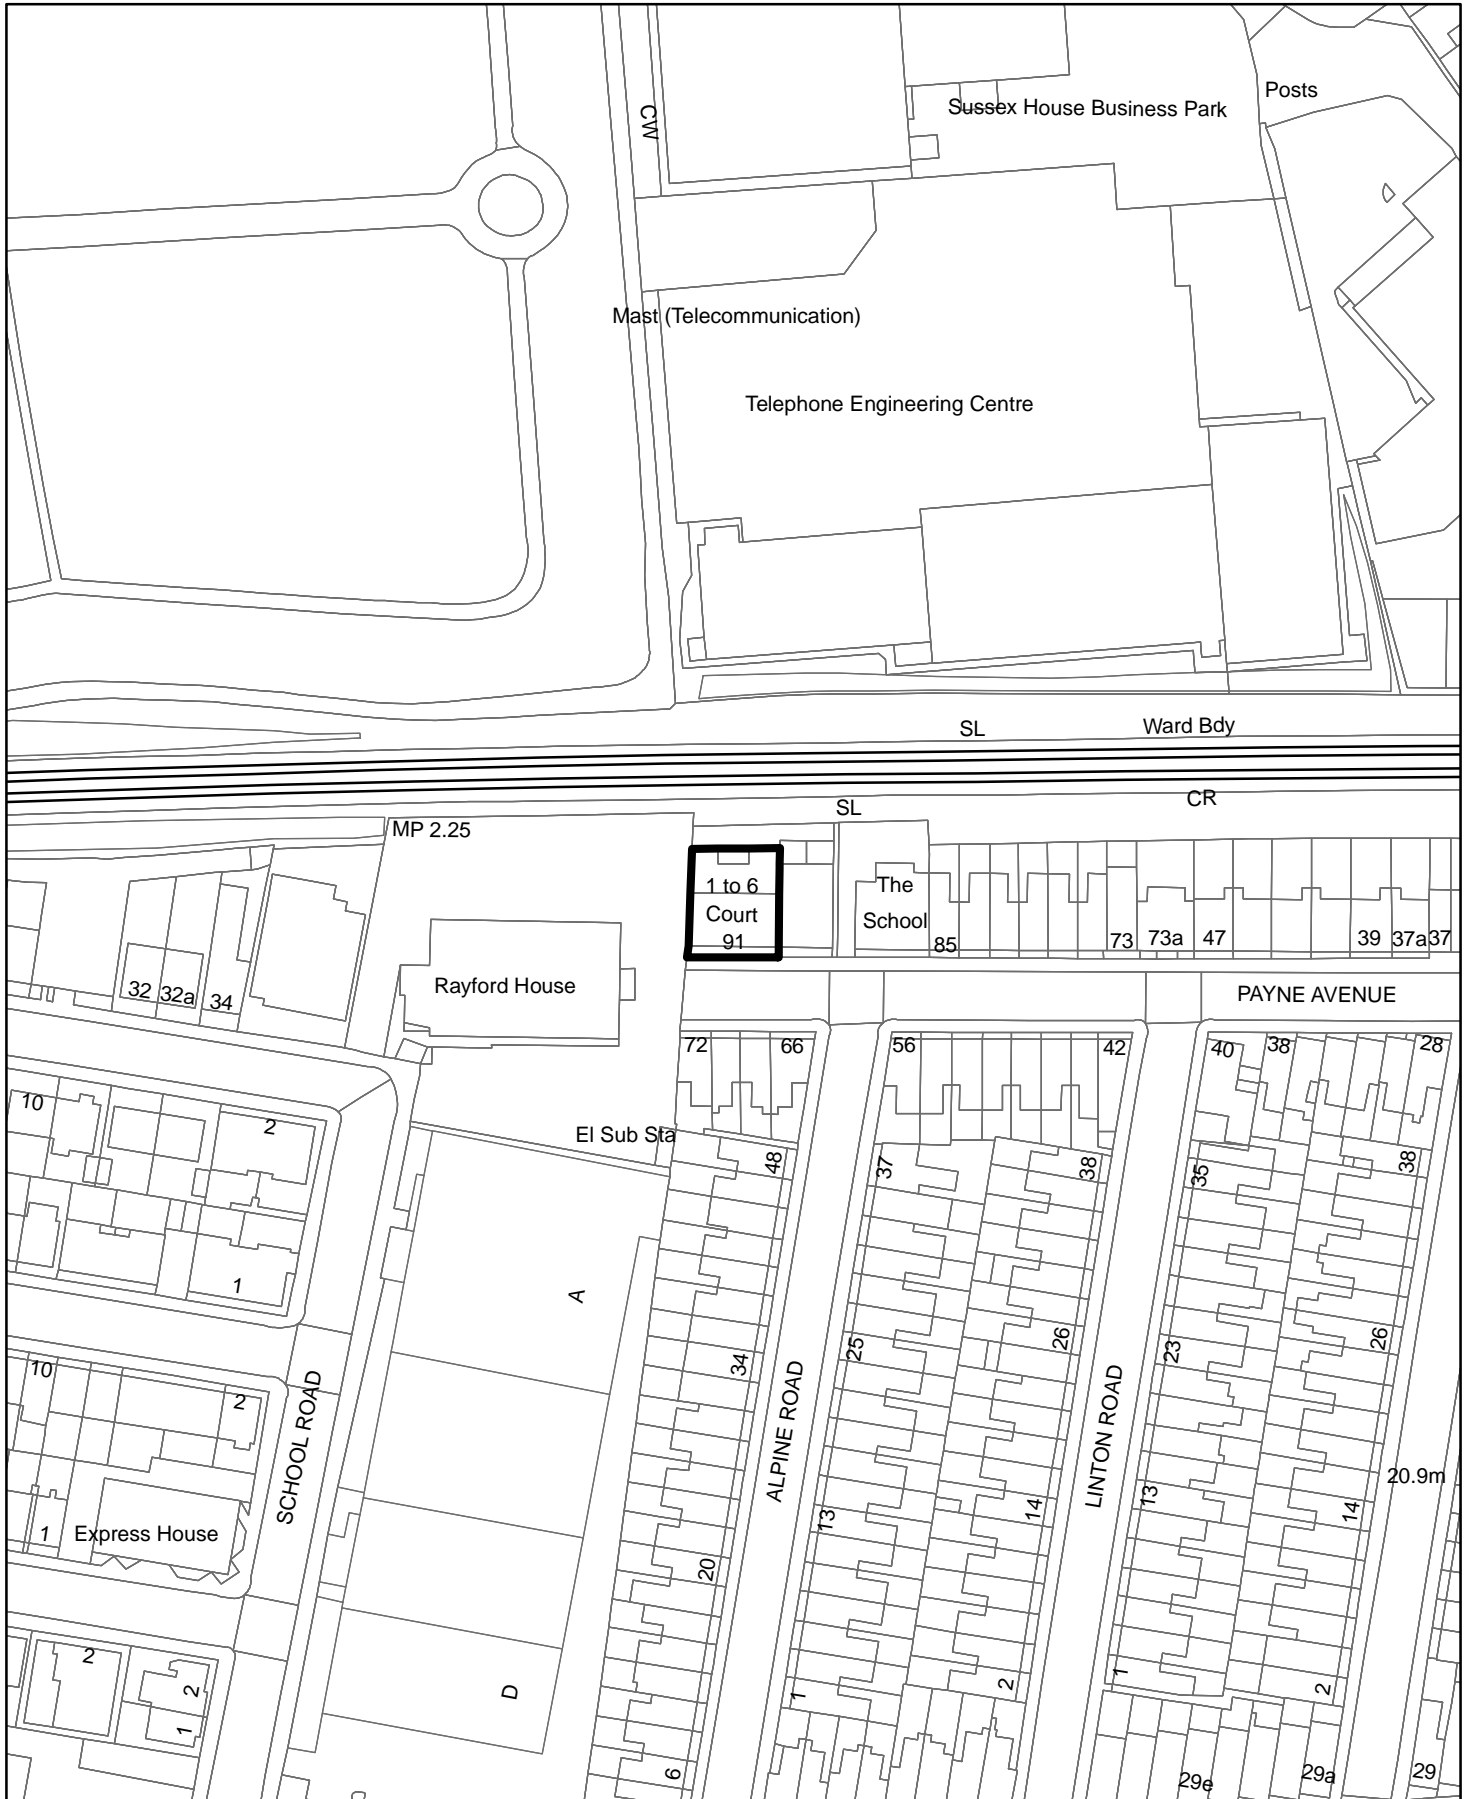 CW
Sussex House Business Park
Posts
Mast (Telecommunication)
Telephone Engineering Centre
SL
Ward Bdy
SL
CR
MP 2.25
1 to 6
Court
91
The
School
85
73
73a
47
39
37a
37
32
32a
34
Rayford House
PAYNE AVENUE
72
66
56
42
40
38
28
10
2
El Sub Sta
48
37
38
35
38
1
A
34
25
26
23
26
10
2
SCHOOL ROAD
ALPINE ROAD
LINTON ROAD
20.9m
1
Express House
20
13
14
13
14
2
2
1
D
1
2
1
2
6
29e
29a
29